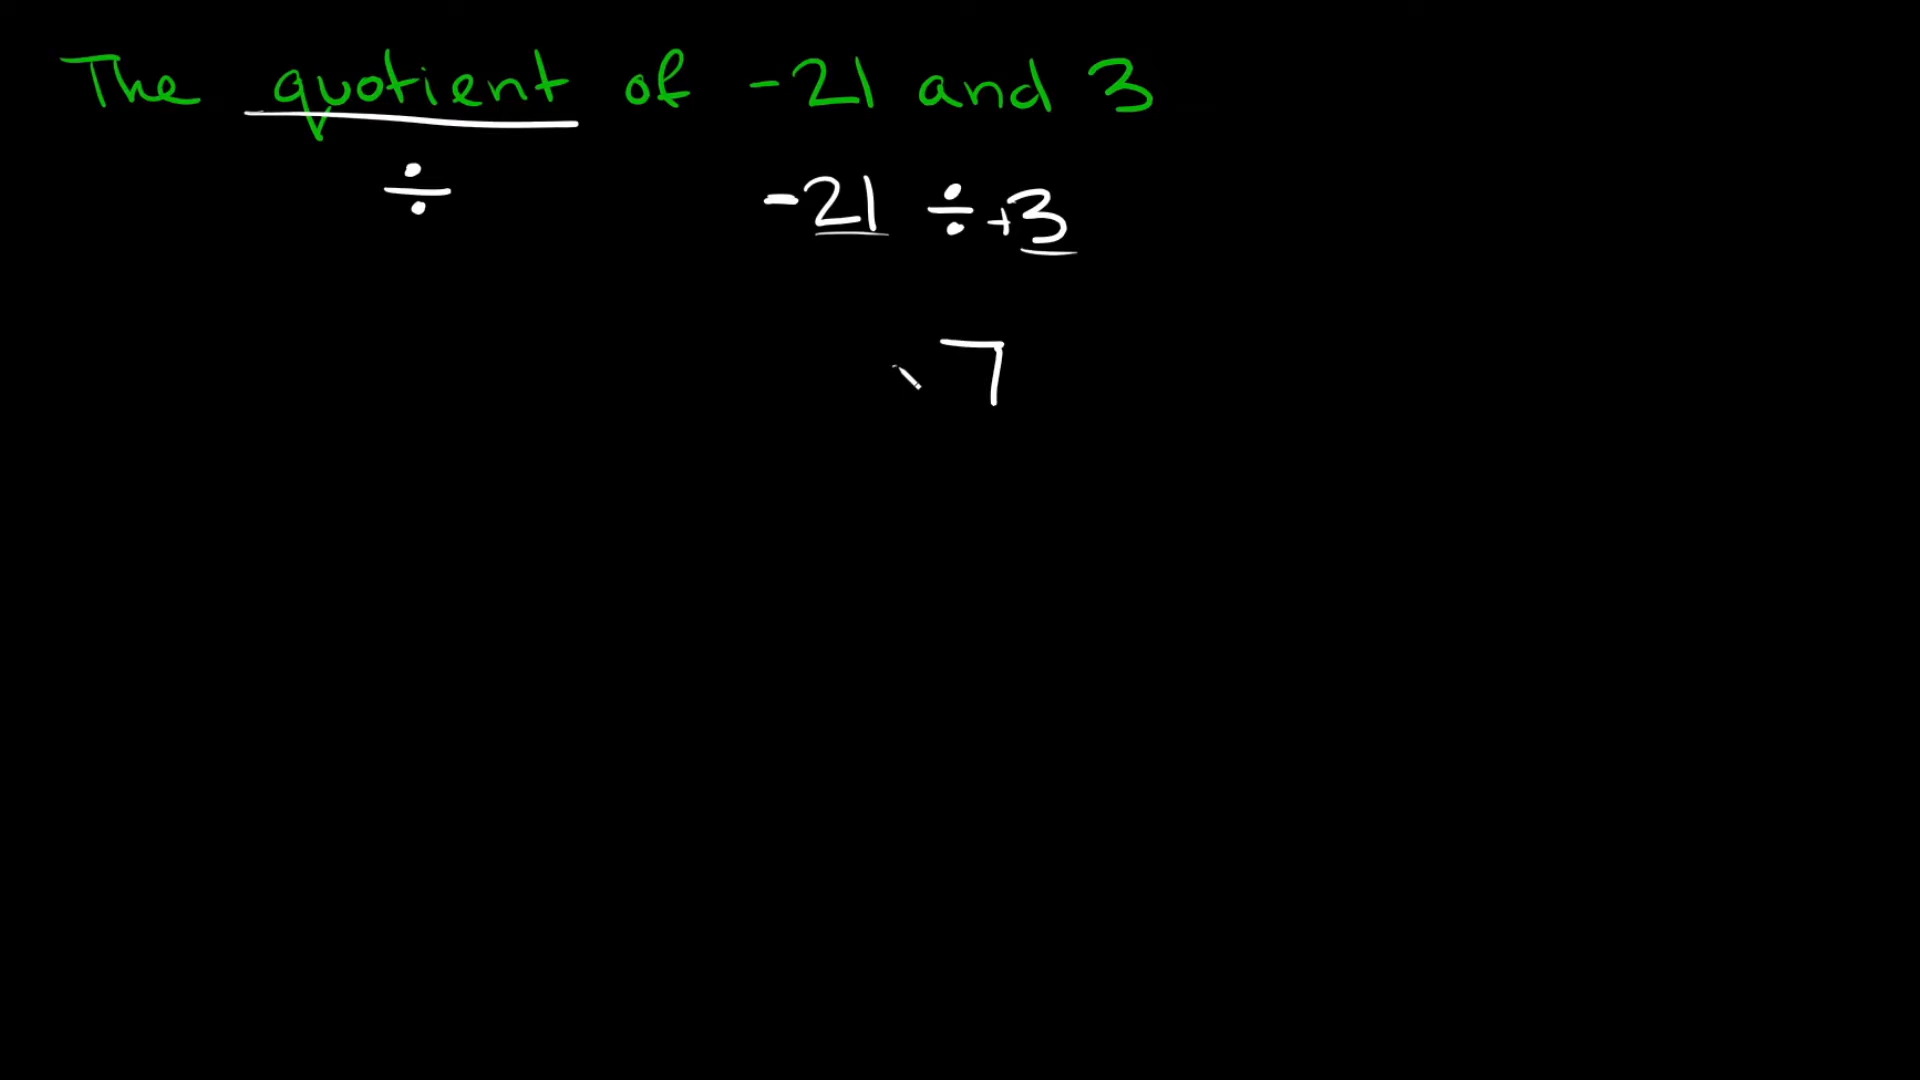 The quotient of -21 and 3
÷ -21 ÷ +3
7